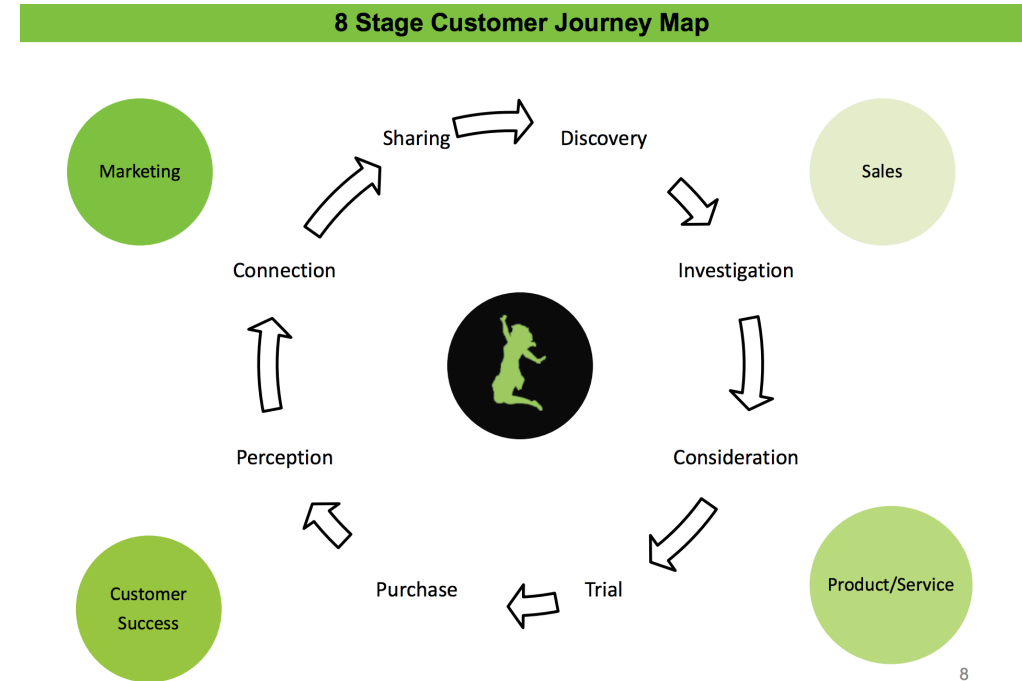 8 Stage Customer Journey Map
Sharing
Discovery
Marketing
Sales
Connection
Investigation
Perception
Consideration
Customer
Success
Purchase
Trial
Product/Service
8